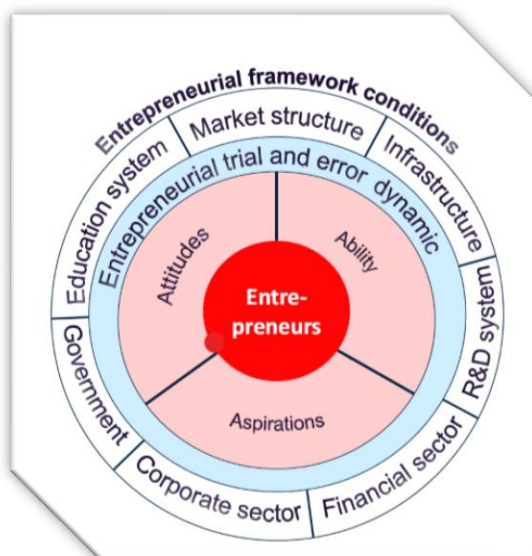 Entrepreneurial framework conditions
Market structure
Infrastructure
R&D system
Financial sector
Corporate sector
Government
Education system
Entrepreneurial trial and error dynamic
Attitudes
Ability
Aspirations
Entre-
preneurs